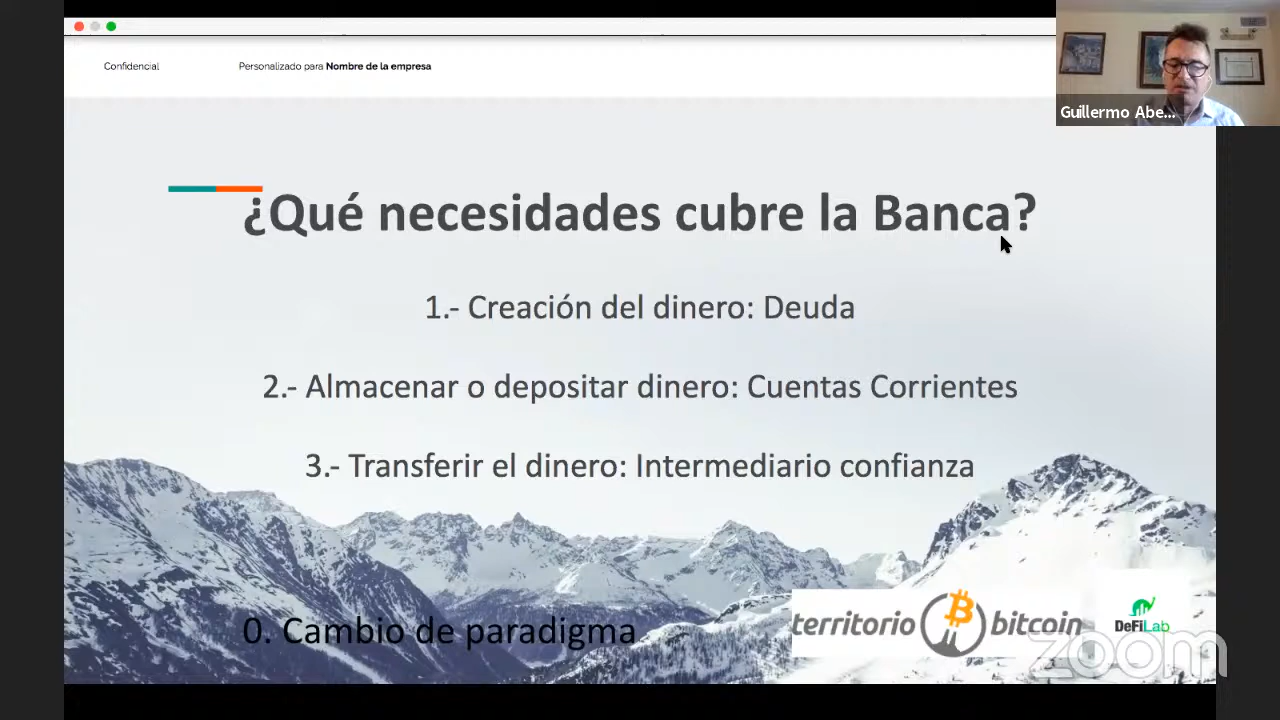 Confidencial
Personalizado para Nombre de la empresa
Guillermo Abe...
¿Qué necesidades cubre la Banca?
1.- Creación del dinero: Deuda
2.- Almacenar o depositar dinero: Cuentas Corrientes
3.- Transferir el dinero: Intermediario confianza
0. Cambio de paradigma
territorio bitcoin
DeFiLab
zoom